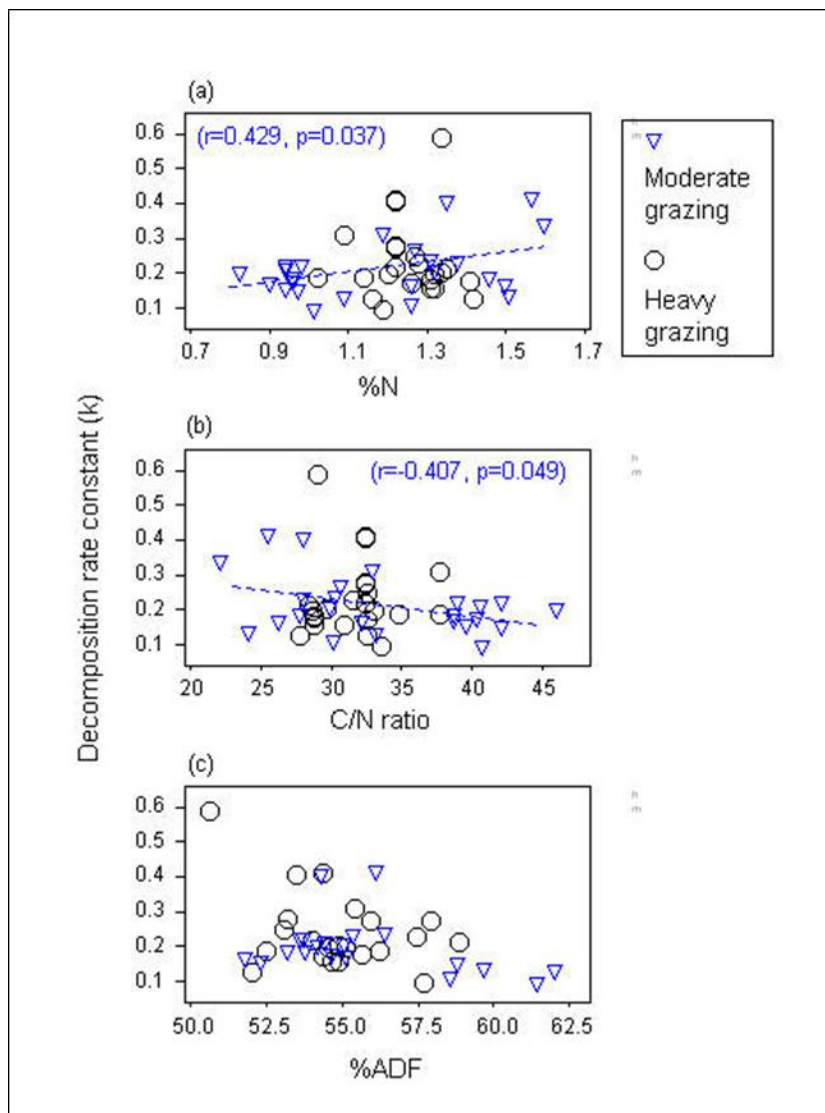 (a)
(r=0.429, p=0.037)
0.6
0.5
0.4
0.3
0.2
0.1
0.7 0.9 1.1 1.3 1.5 1.7
%N
h
m
Moderate
grazing
Heavy
grazing
Decomposition rate constant (k)
(b)
(r=-0.407, p=0.049)
0.6
0.5
0.4
0.3
0.2
0.1
20 25 30 35 40 45
C/N ratio
h
m
(c)
0.6
0.5
0.4
0.3
0.2
0.1
50.0 52.5 55.0 57.5 60.0 62.5
%ADF
h
m